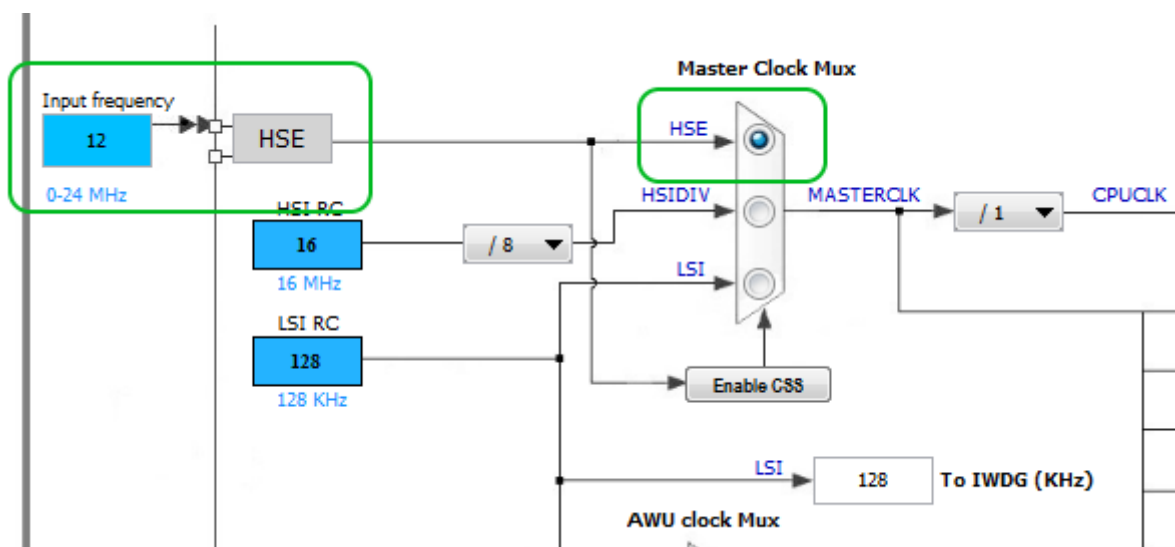 Master Clock Mux
Input frequency
12
HSE
0-24 MHz
HSE
HSI RC
16
16 MHz
/ 8
HSIDIV
MASTERCLK
/ 1
CPUCLK
LSI
LSI RC
128
128 KHz
Enable CSS
LSI
128
To IWDG (KHz)
AWU clock Mux